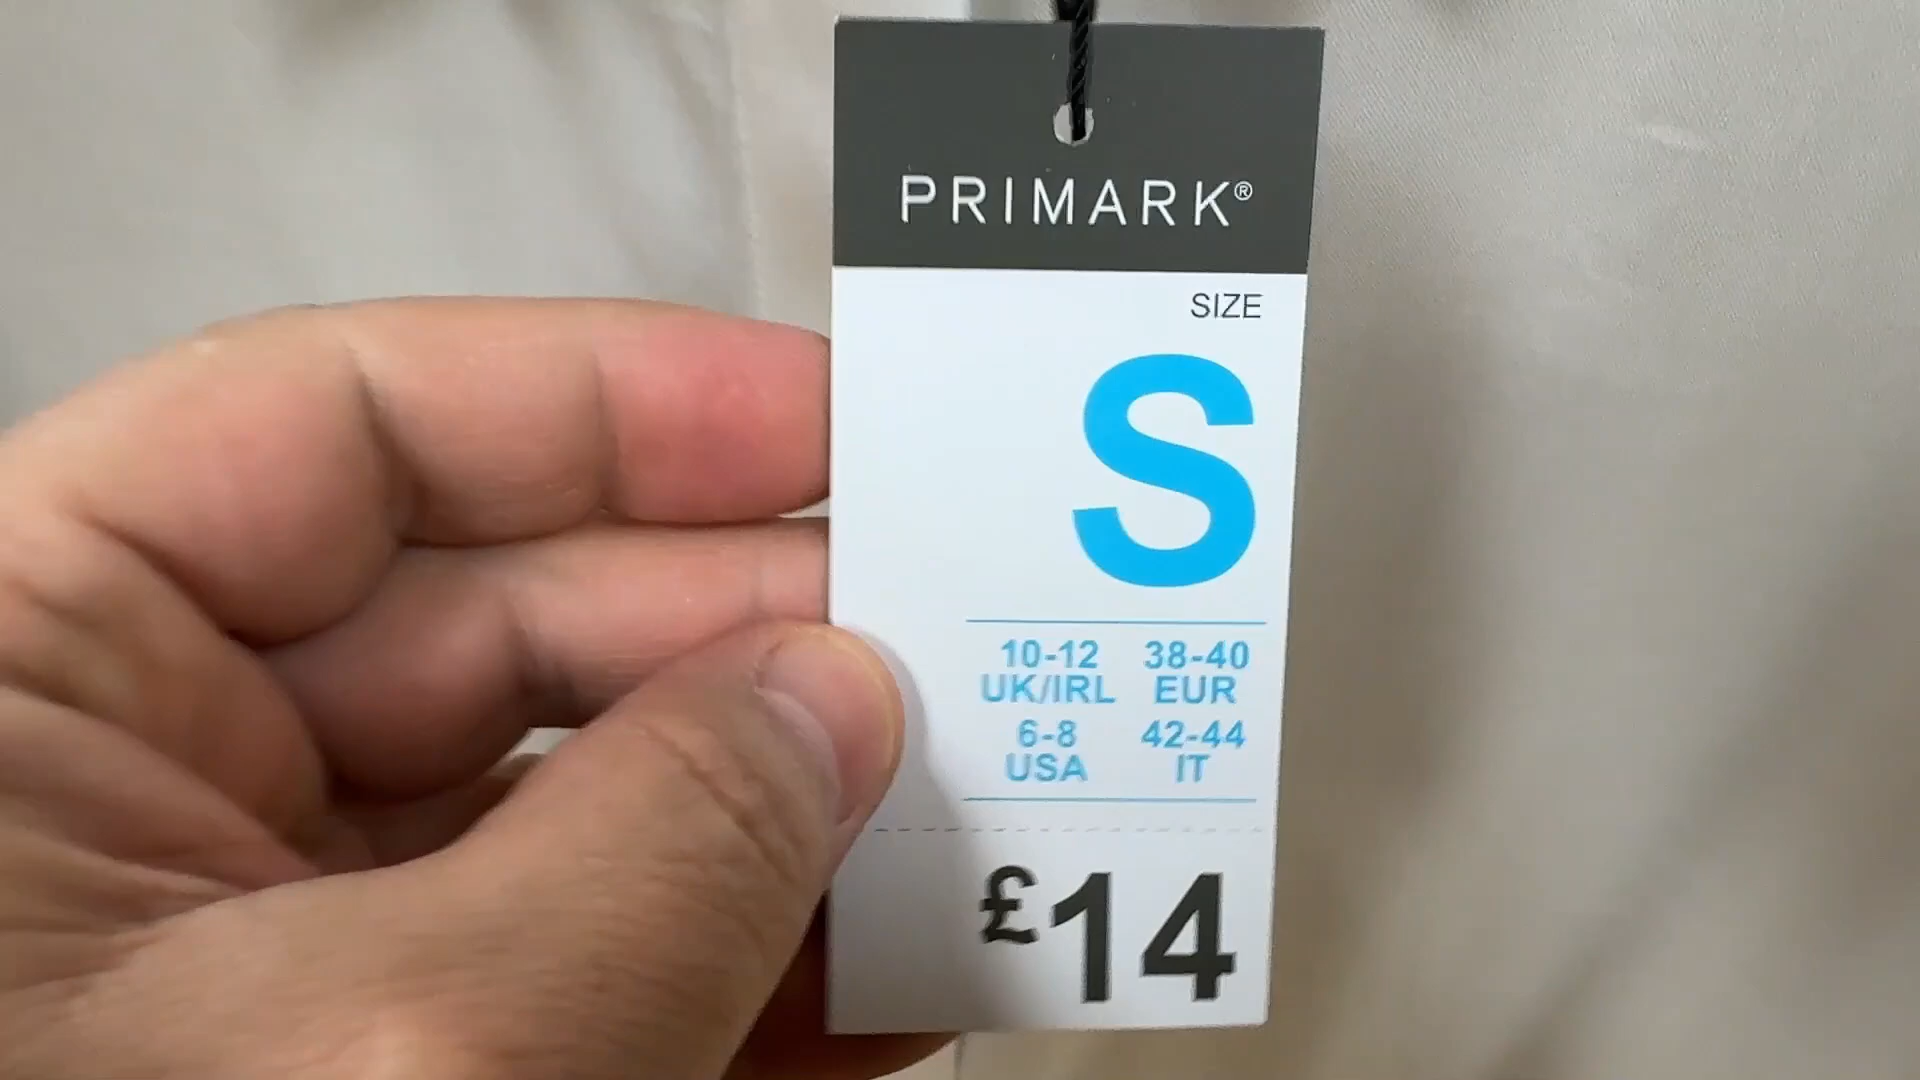 PRIMARK®
SIZE
S
10-12 38-40
UK/IRL EUR
6-8 42-44
USA IT
£14